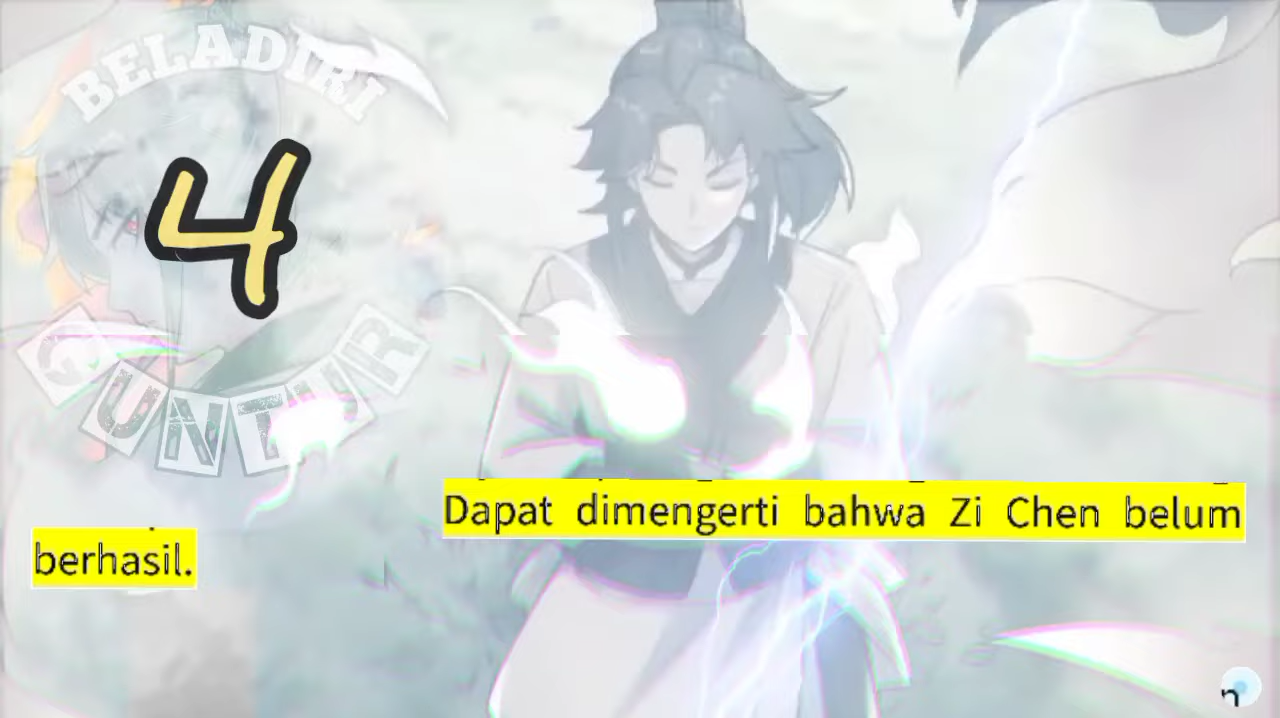 BELADIRI
4
GUNTUR
Dapat dimengerti bahwa Zi Chen belum
berhasil.
n